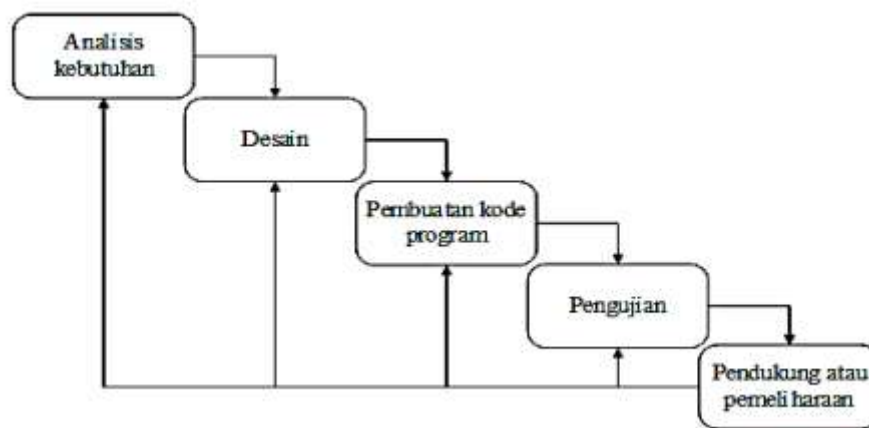 Analisis
kebutuhan
Desain
Pembuatan kode
program
Pengujian
Pendukung atau
pemeliharaan